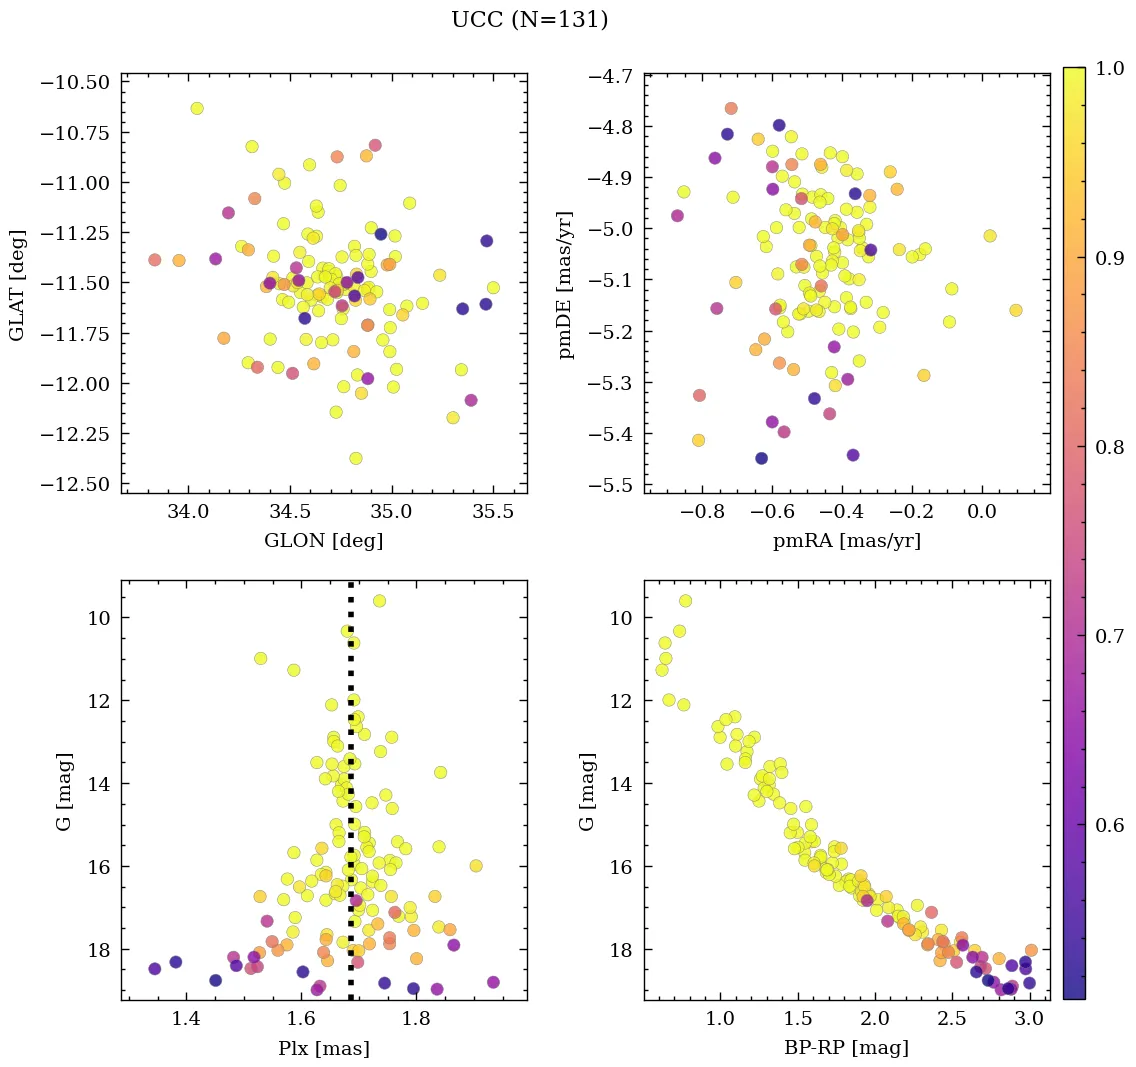 UCC (N=131)
−10.50
−10.75
−11.00
−11.25
−11.50
−11.75
−12.00
−12.25
−12.50
GLAT [deg]
34.0 34.5 35.0 35.5
GLON [deg]
−4.7
−4.8
−4.9
−5.0
−5.1
−5.2
−5.3
−5.4
−5.5
pmDE [mas/yr]
−0.8 −0.6 −0.4 −0.2 0.0
pmRA [mas/yr]
1.0
0.9
0.8
0.7
0.6
10
12
14
16
18
G [mag]
1.4 1.6 1.8
Plx [mas]
10
12
14
16
18
G [mag]
1.0 1.5 2.0 2.5 3.0
BP-RP [mag]